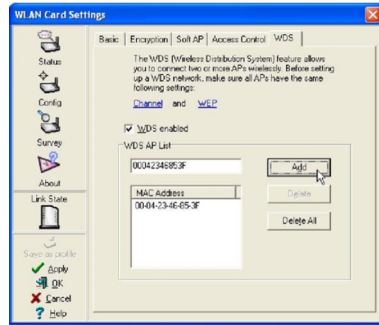 WLAN Card Settings
Status
Config
Survey
About
Link State
Save as profile
Apply
OK
Cancel
Help
Basic Encryption Soft AP Access Control WDS
The WDS (Wireless Distribution System) feature allows
you to connect two or more APs wirelessly. Before setting
up a WDS network, make sure all APs have the same
following settings:
Channel and WEP
WDS enabled
WDS AP List
00042346853F
Add
MAC Address
00-04-23-46-85-3F
Delete
Delete All